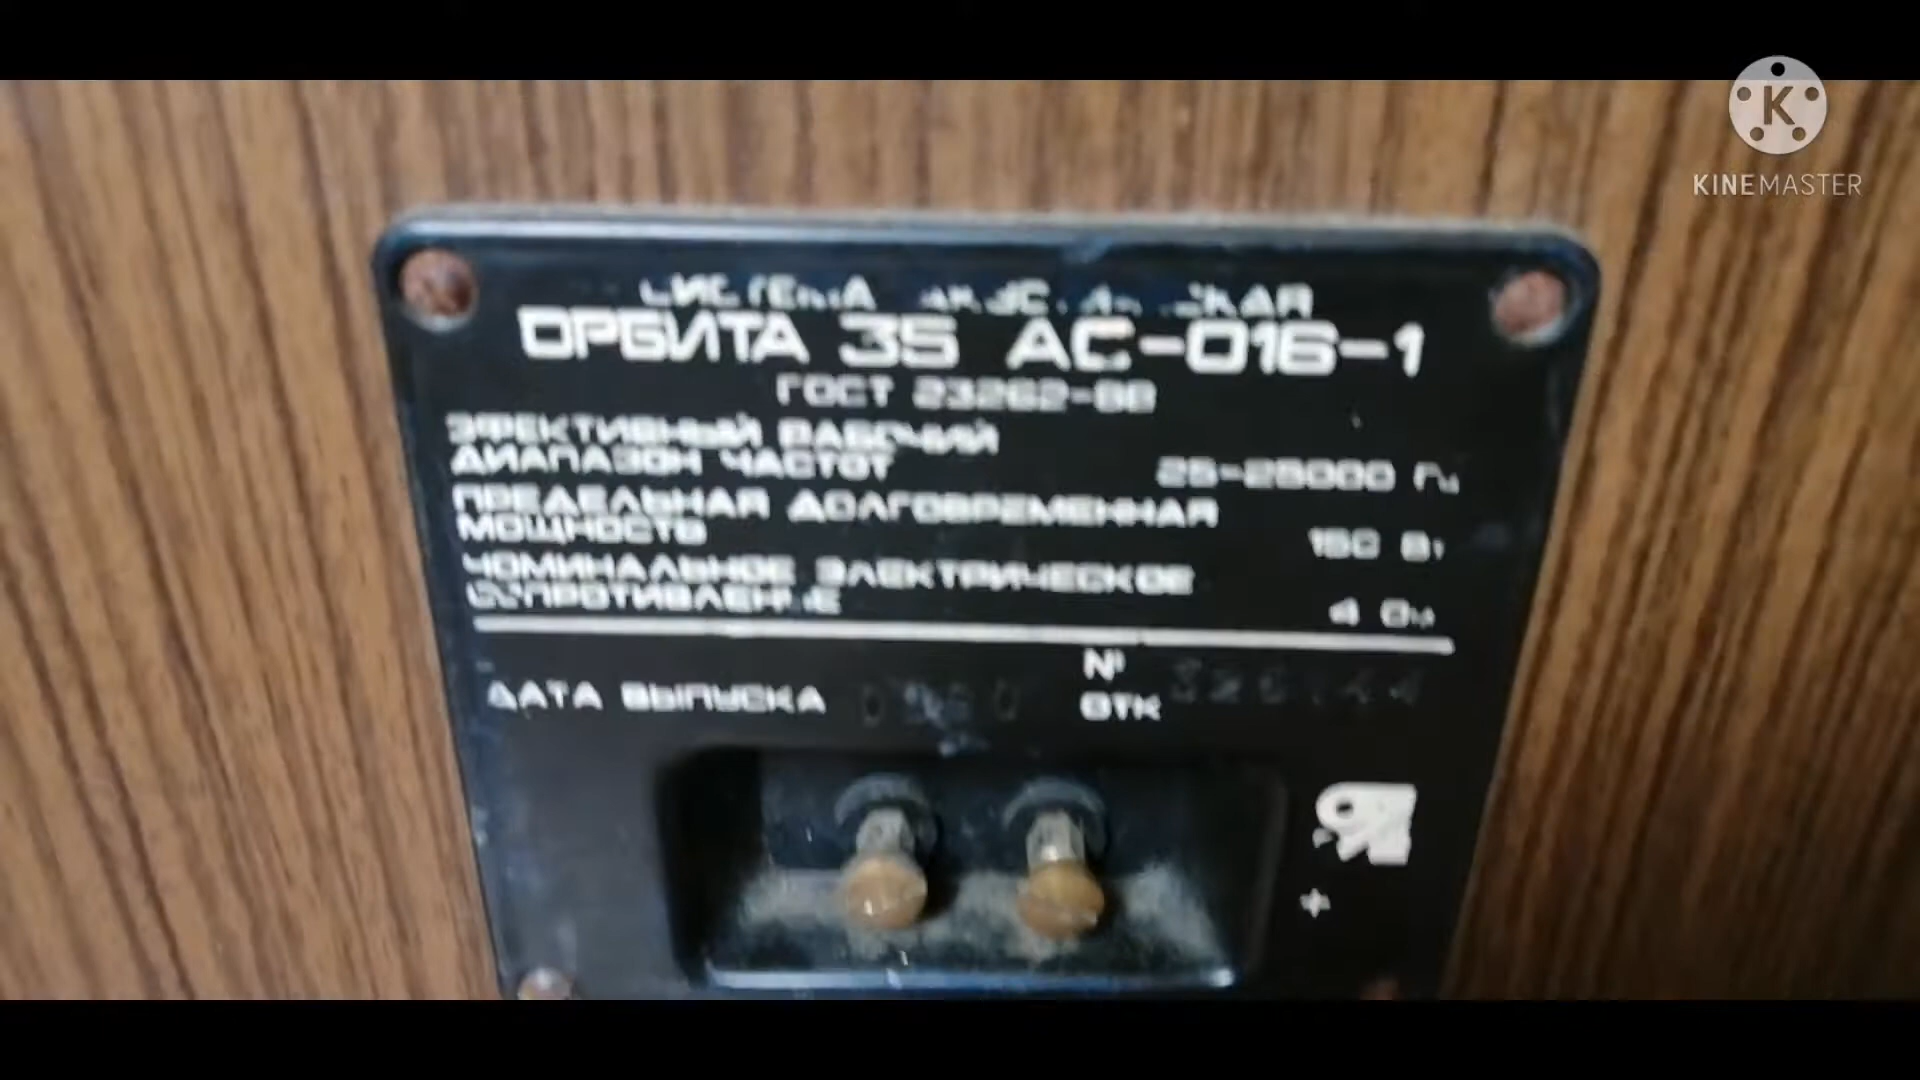 KINEMASTER
СИСТЕМА АКУСТИЧЕСКАЯ
ОРБИТА 35 АС-016-1
ГОСТ 23262-88
ЭФЕКТИВНЫЙ РАБОЧИЙ
ДИАПАЗОН ЧАСТОТ 25-25000 Гц
ПРЕДЕЛЬНАЯ ДОЛГОВРЕМЕННАЯ
МОЩНОСТЬ 150 Вт
НОМИНАЛЬНОЕ ЭЛЕКТРИЧЕСКОЕ
СОПРОТИВЛЕНИЕ 4 Ом
ДАТА ВЫПУСКА
№
ОТК
+